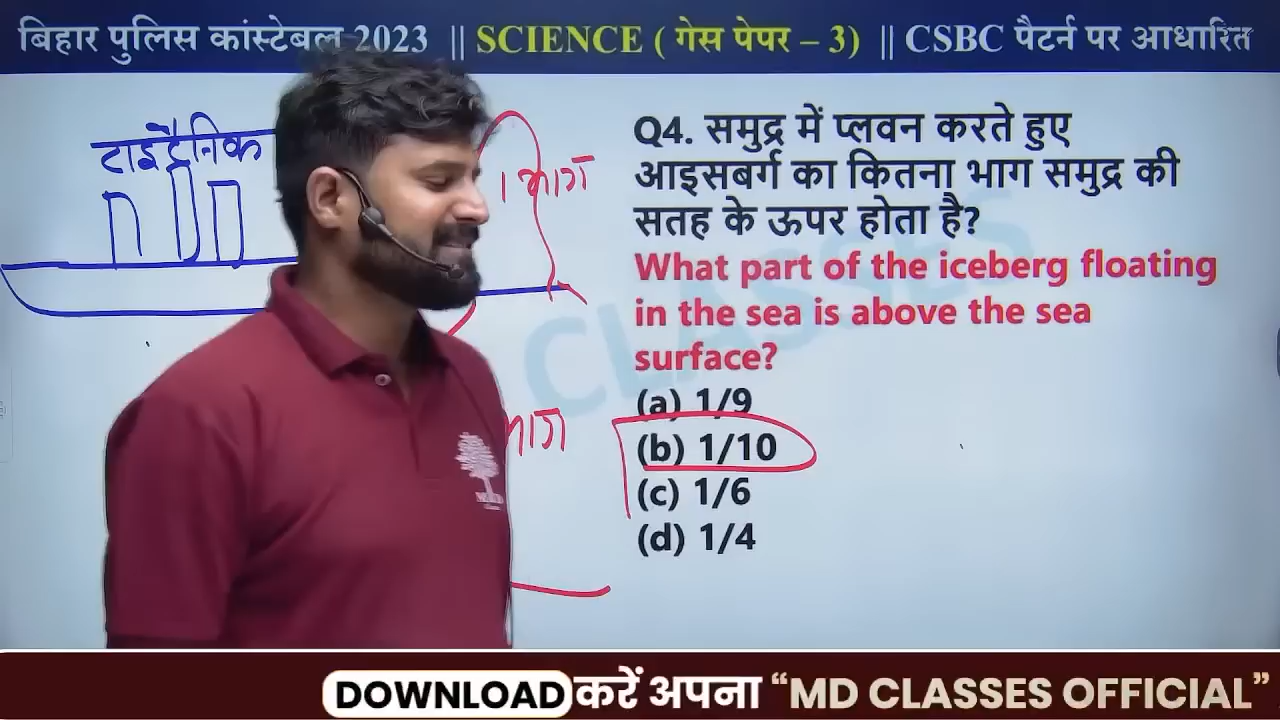 बिहार पुलिस कांस्टेबल 2023 || SCIENCE ( गेस पेपर – 3) || CSBC पैटर्न पर आधारित
टाइटैनिक
1 भाग
भाग
Q4. समुद्र में प्लवन करते हुए
आइसबर्ग का कितना भाग समुद्र की
सतह के ऊपर होता है?
What part of the iceberg floating
in the sea is above the sea
surface?
(a) 1/9
(b) 1/10
(c) 1/6
(d) 1/4
CLASSES
DOWNLOAD करें अपना “MD CLASSES OFFICIAL”